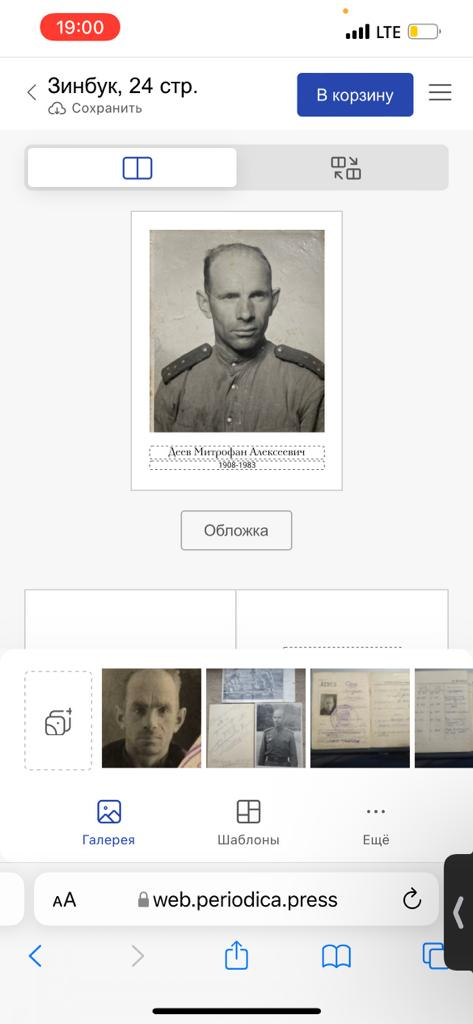 19:00
LTE
Зинбук, 24 стр.
Сохранить
В корзину
Деев Митрофан Алексеевич
1908-1983
Обложка
Галерея
Шаблоны
Ещё
AA
web.periodica.press